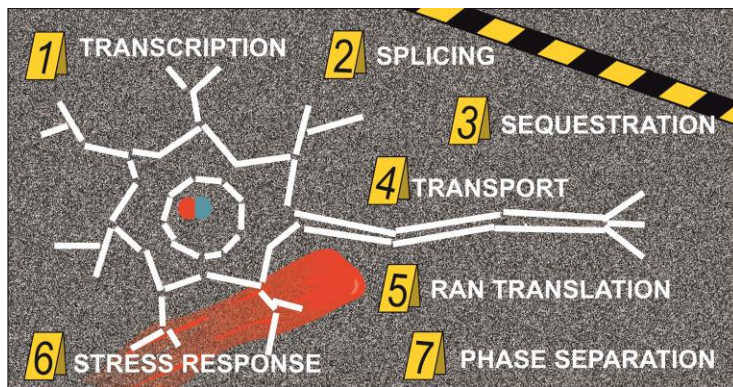 1 TRANSCRIPTION
2 SPLICING
3 SEQUESTRATION
4 TRANSPORT
5 RAN TRANSLATION
6 STRESS RESPONSE
7 PHASE SEPARATION